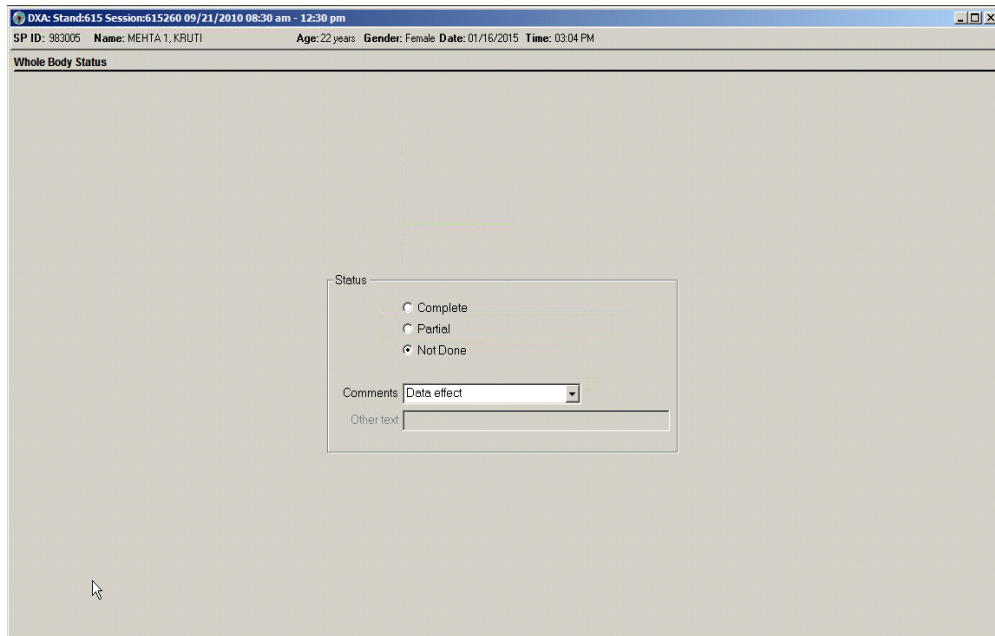 DXA: Stand:615 Session:615260 09/21/2010 08:30 am - 12:30 pm
SP ID: 983005 Name: MEHTA 1, KRUTI Age: 22 years Gender: Female Date: 01/16/2015 Time: 03:04 PM
Whole Body Status
Status
Complete
Partial
Not Done
Comments Data effect
Other text